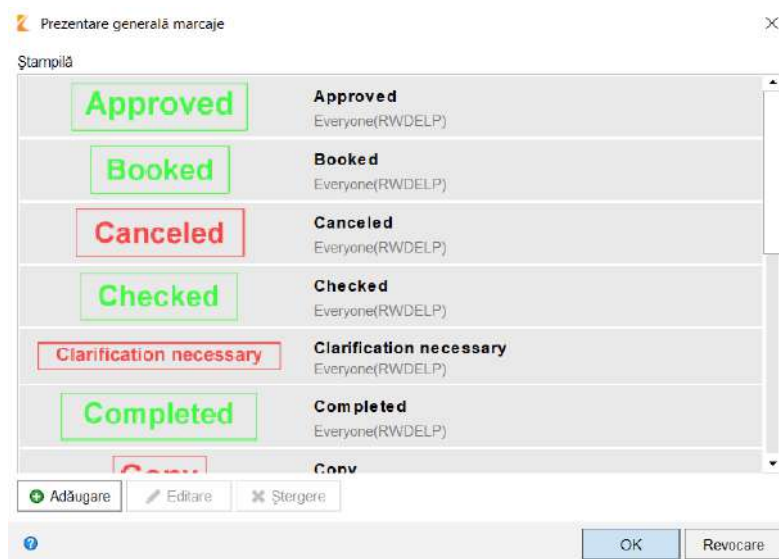 Prezentare generală marcaje
Ștampilă
Approved
Approved
Everyone(RWDELP)
Booked
Booked
Everyone(RWDELP)
Canceled
Canceled
Everyone(RWDELP)
Checked
Checked
Everyone(RWDELP)
Clarification necessary
Clarification necessary
Everyone(RWDELP)
Completed
Completed
Everyone(RWDELP)
Copy
Copy
Adăugare Editare Ștergere
OK Revocare